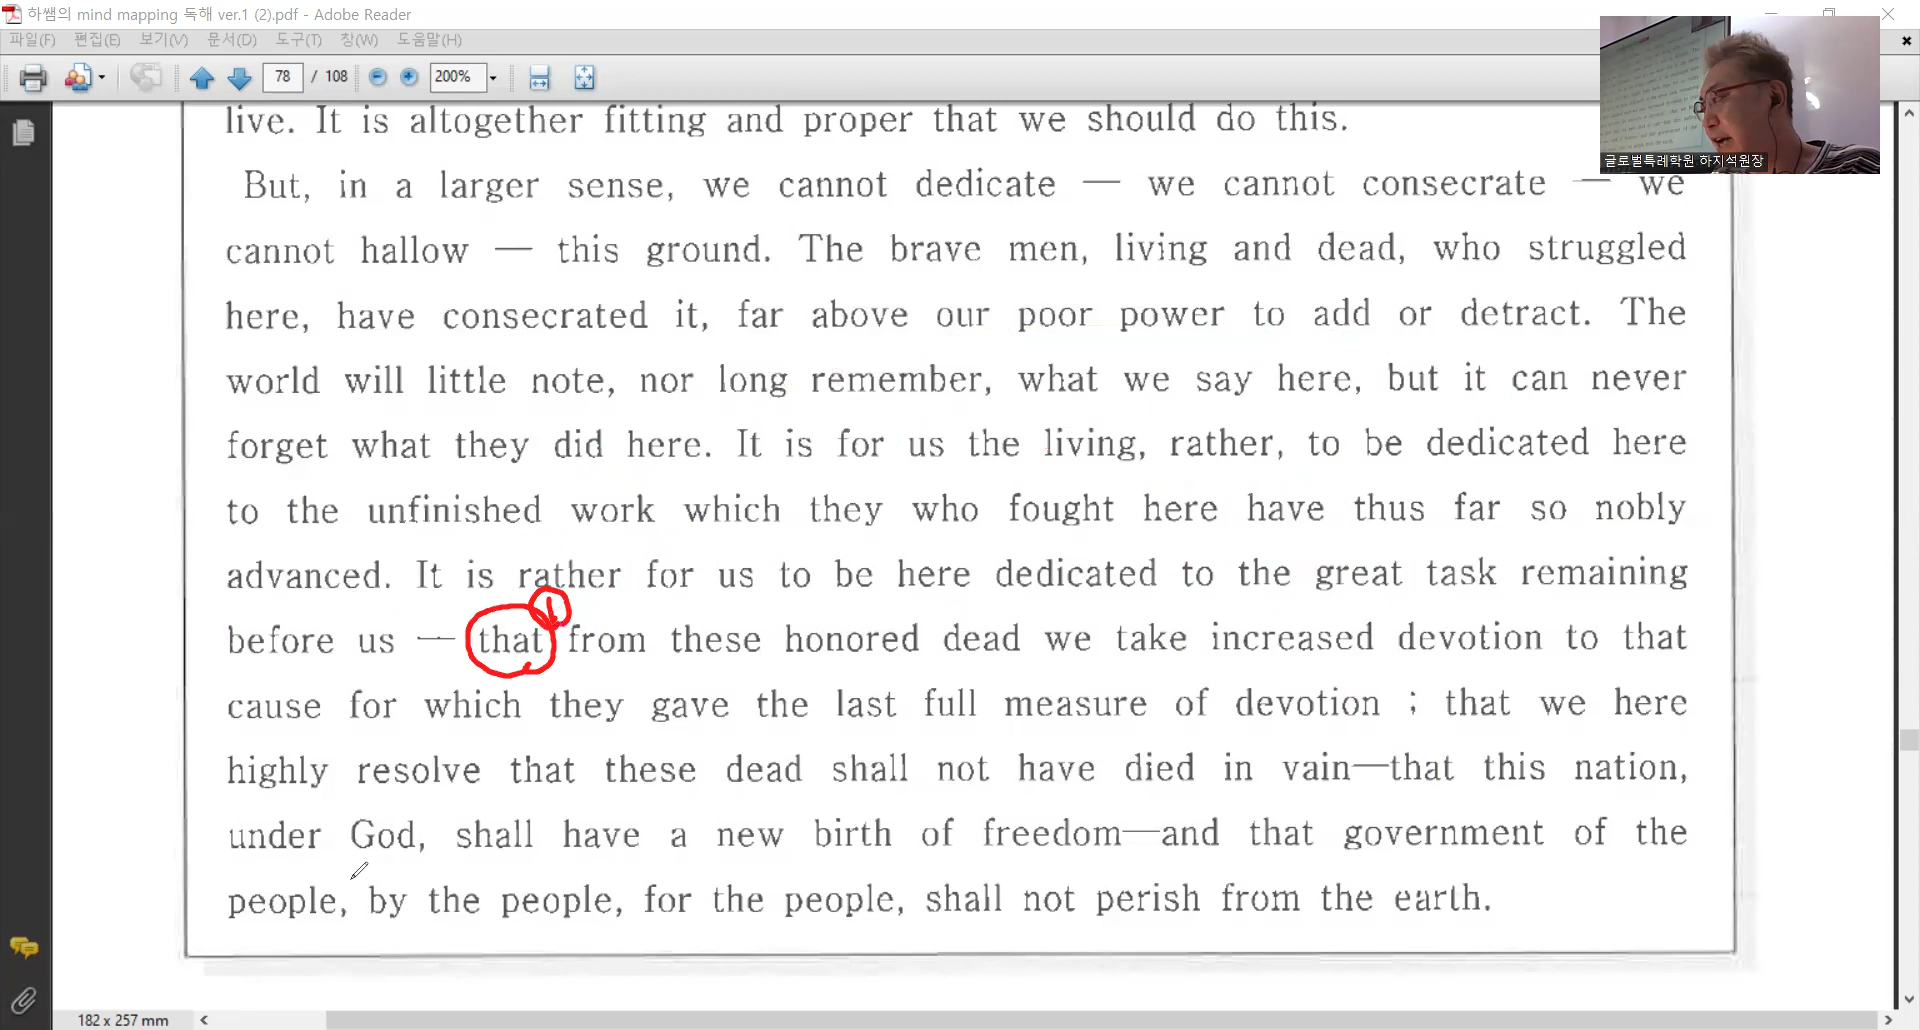 하쌤의 mind mapping 독해 ver.1 (2).pdf - Adobe Reader
파일(F) 편집(E) 보기(V) 문서(D) 도구(T) 창(W) 도움말(H)
78 / 108 200%
글로벌특례학원 하지석원장
live. It is altogether fitting and proper that we should do this.
But, in a larger sense, we cannot dedicate — we cannot consecrate — we
cannot hallow — this ground. The brave men, living and dead, who struggled
here, have consecrated it, far above our poor power to add or detract. The
world will little note, nor long remember, what we say here, but it can never
forget what they did here. It is for us the living, rather, to be dedicated here
to the unfinished work which they who fought here have thus far so nobly
advanced. It is rather for us to be here dedicated to the great task remaining
before us — that from these honored dead we take increased devotion to that
cause for which they gave the last full measure of devotion ; that we here
highly resolve that these dead shall not have died in vain—that this nation,
under God, shall have a new birth of freedom—and that government of the
people, by the people, for the people, shall not perish from the earth.
182 x 257 mm